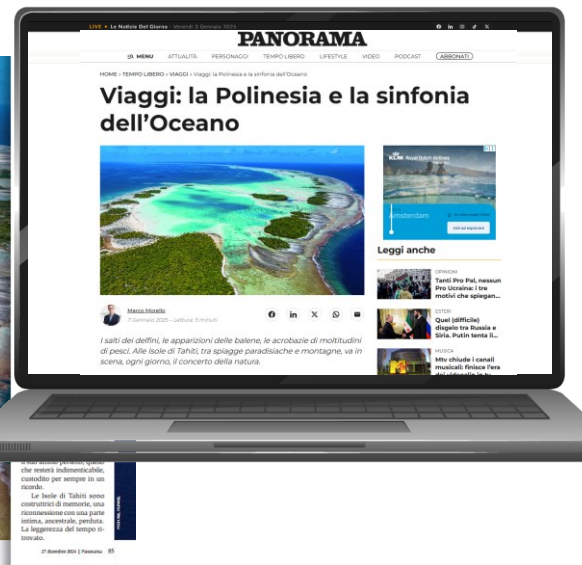 LIVE • Le Notizie Del Giorno - Venerdì 3 Gennaio 2025
PANORAMA
MENU ATTUALITÀ PERSONAGGI TEMPO LIBERO LIFESTYLE VIDEO PODCAST ABBONATI
HOME » TEMPO LIBERO » VIAGGI » Viaggi: la Polinesia e la sinfonia dell'Oceano
Viaggi: la Polinesia e la sinfonia
dell'Oceano
KLM Royal Dutch Airlines
Amsterdam
Leggi anche
OPINIONI
Tanti Pro Pal, nessun
Pro Ucraina: i tre
motivi che spiegan...
Marco Morello
7 Gennaio 2025 - Lettura: 5 minuti
ESTERI
Quel (difficile)
disgelo tra Russia e
Siria. Putin tenta il...
I salti dei delfini, le apparizioni delle balene, le acrobazie di moltitudini
di pesci. Alle Isole di Tahiti, tra spiagge paradisiache e montagne, va in
scena, ogni giorno, il concerto della natura.
MUSICA
Mtv chiude i canali
musicali: finisce l'era
che resterà indimenticabile,
custodito per sempre in un
ricordo.
Le Isole di Tahiti sono
costruttrici di memorie, una
riconnessione con una parte
intima, ancestrale, perduta.
La leggerezza del tempo ri-
trovato.
27 dicembre 2024 | Panorama 85